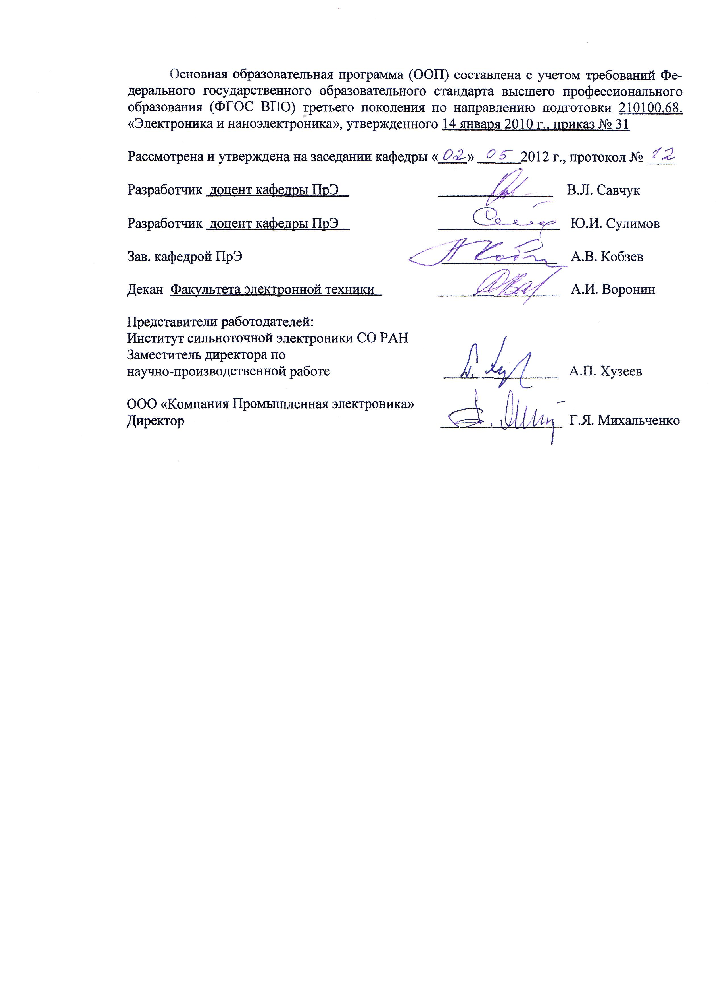 Основная образовательная программа (ООП) составлена с учетом требований Фе-
дерального государственного образовательного стандарта высшего профессионального
образования (ФГОС ВПО) третьего поколения по направлению подготовки 210100.68.
«Электроника и наноэлектроника», утвержденного 14 января 2010 г., приказ № 31
Рассмотрена и утверждена на заседании кафедры «02» 05 2012 г., протокол № 12
Разработчик доцент кафедры ПрЭ В.Л. Савчук
Разработчик доцент кафедры ПрЭ Ю.И. Сулимов
Зав. кафедрой ПрЭ А.В. Кобзев
Декан Факультета электронной техники А.И. Воронин
Представители работодателей:
Институт сильноточной электроники СО РАН
Заместитель директора по
научно-производственной работе А.П. Хузеев
ООО «Компания Промышленная электроника»
Директор Г.Я. Михальченко